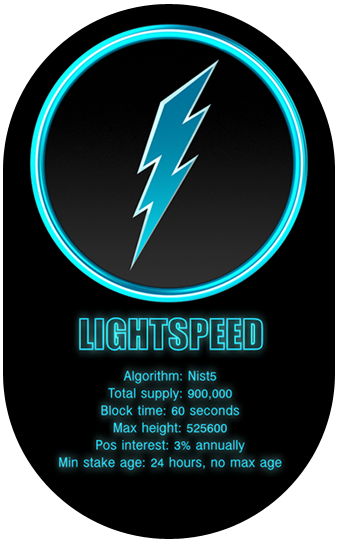 LIGHTSPEED
Algorithm: Nist5
Total supply: 900,000
Block time: 60 seconds
Max height: 525600
Pos interest: 3% annually
Min stake age: 24 hours, no max age